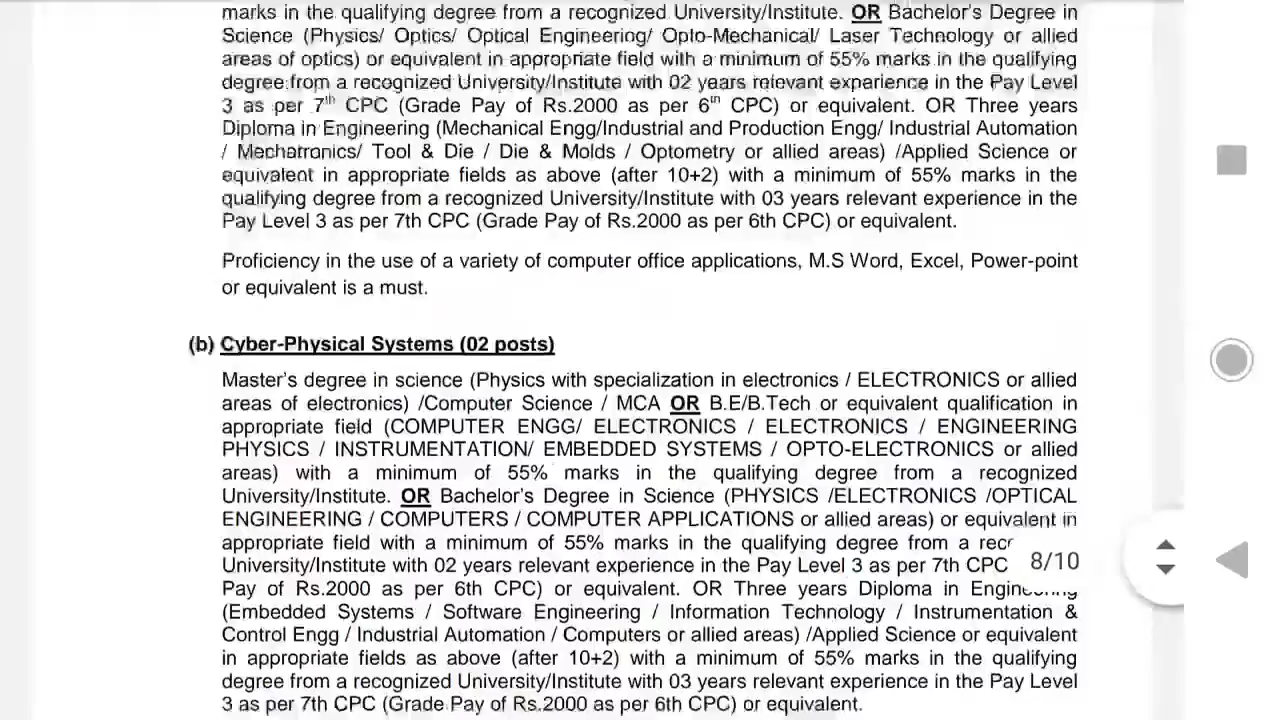 marks in the qualifying degree from a recognized University/Institute. OR Bachelor's Degree in
Science (Physics/ Optics/ Optical Engineering/ Opto-Mechanical/ Laser Technology or allied
areas of optics) or equivalent in appropriate field with a minimum of 55% marks in the qualifying
degree from a recognized University/Institute with 02 years relevant experience in the Pay Level
3 as per 7th CPC (Grade Pay of Rs.2000 as per 6th CPC) or equivalent. OR Three years
Diploma in Engineering (Mechanical Engg/Industrial and Production Engg/ Industrial Automation
/ Mechatronics/ Tool & Die / Die & Molds / Optometry or allied areas) /Applied Science or
equivalent in appropriate fields as above (after 10+2) with a minimum of 55% marks in the
qualifying degree from a recognized University/Institute with 03 years relevant experience in the
Pay Level 3 as per 7th CPC (Grade Pay of Rs.2000 as per 6th CPC) or equivalent.
Proficiency in the use of a variety of computer office applications, M.S Word, Excel, Power-point
or equivalent is a must.
(b) Cyber-Physical Systems (02 posts)
Master's degree in science (Physics with specialization in electronics / ELECTRONICS or allied
areas of electronics) /Computer Science / MCA OR B.E/B.Tech or equivalent qualification in
appropriate field (COMPUTER ENGG/ ELECTRONICS / ELECTRONICS / ENGINEERING
PHYSICS / INSTRUMENTATION/ EMBEDDED SYSTEMS / OPTO-ELECTRONICS or allied
areas) with a minimum of 55% marks in the qualifying degree from a recognized
University/Institute. OR Bachelor's Degree in Science (PHYSICS /ELECTRONICS /OPTICAL
ENGINEERING / COMPUTERS / COMPUTER APPLICATIONS or allied areas) or equivalent in
appropriate field with a minimum of 55% marks in the qualifying degree from a
University/Institute with 02 years relevant experience in the Pay Level 3 as per 7th CPC
8/10
Pay of Rs.2000 as per 6th CPC) or equivalent. OR Three years Diploma in
(Embedded Systems / Software Engineering / Information Technology / Instrumentation &
Control Engg / Industrial Automation / Computers or allied areas) /Applied Science or equivalent
in appropriate fields as above (after 10+2) with a minimum of 55% marks in the qualifying
degree from a recognized University/Institute with 03 years relevant experience in the Pay Level
3 as per 7th CPC (Grade Pay of Rs.2000 as per 6th CPC) or equivalent.